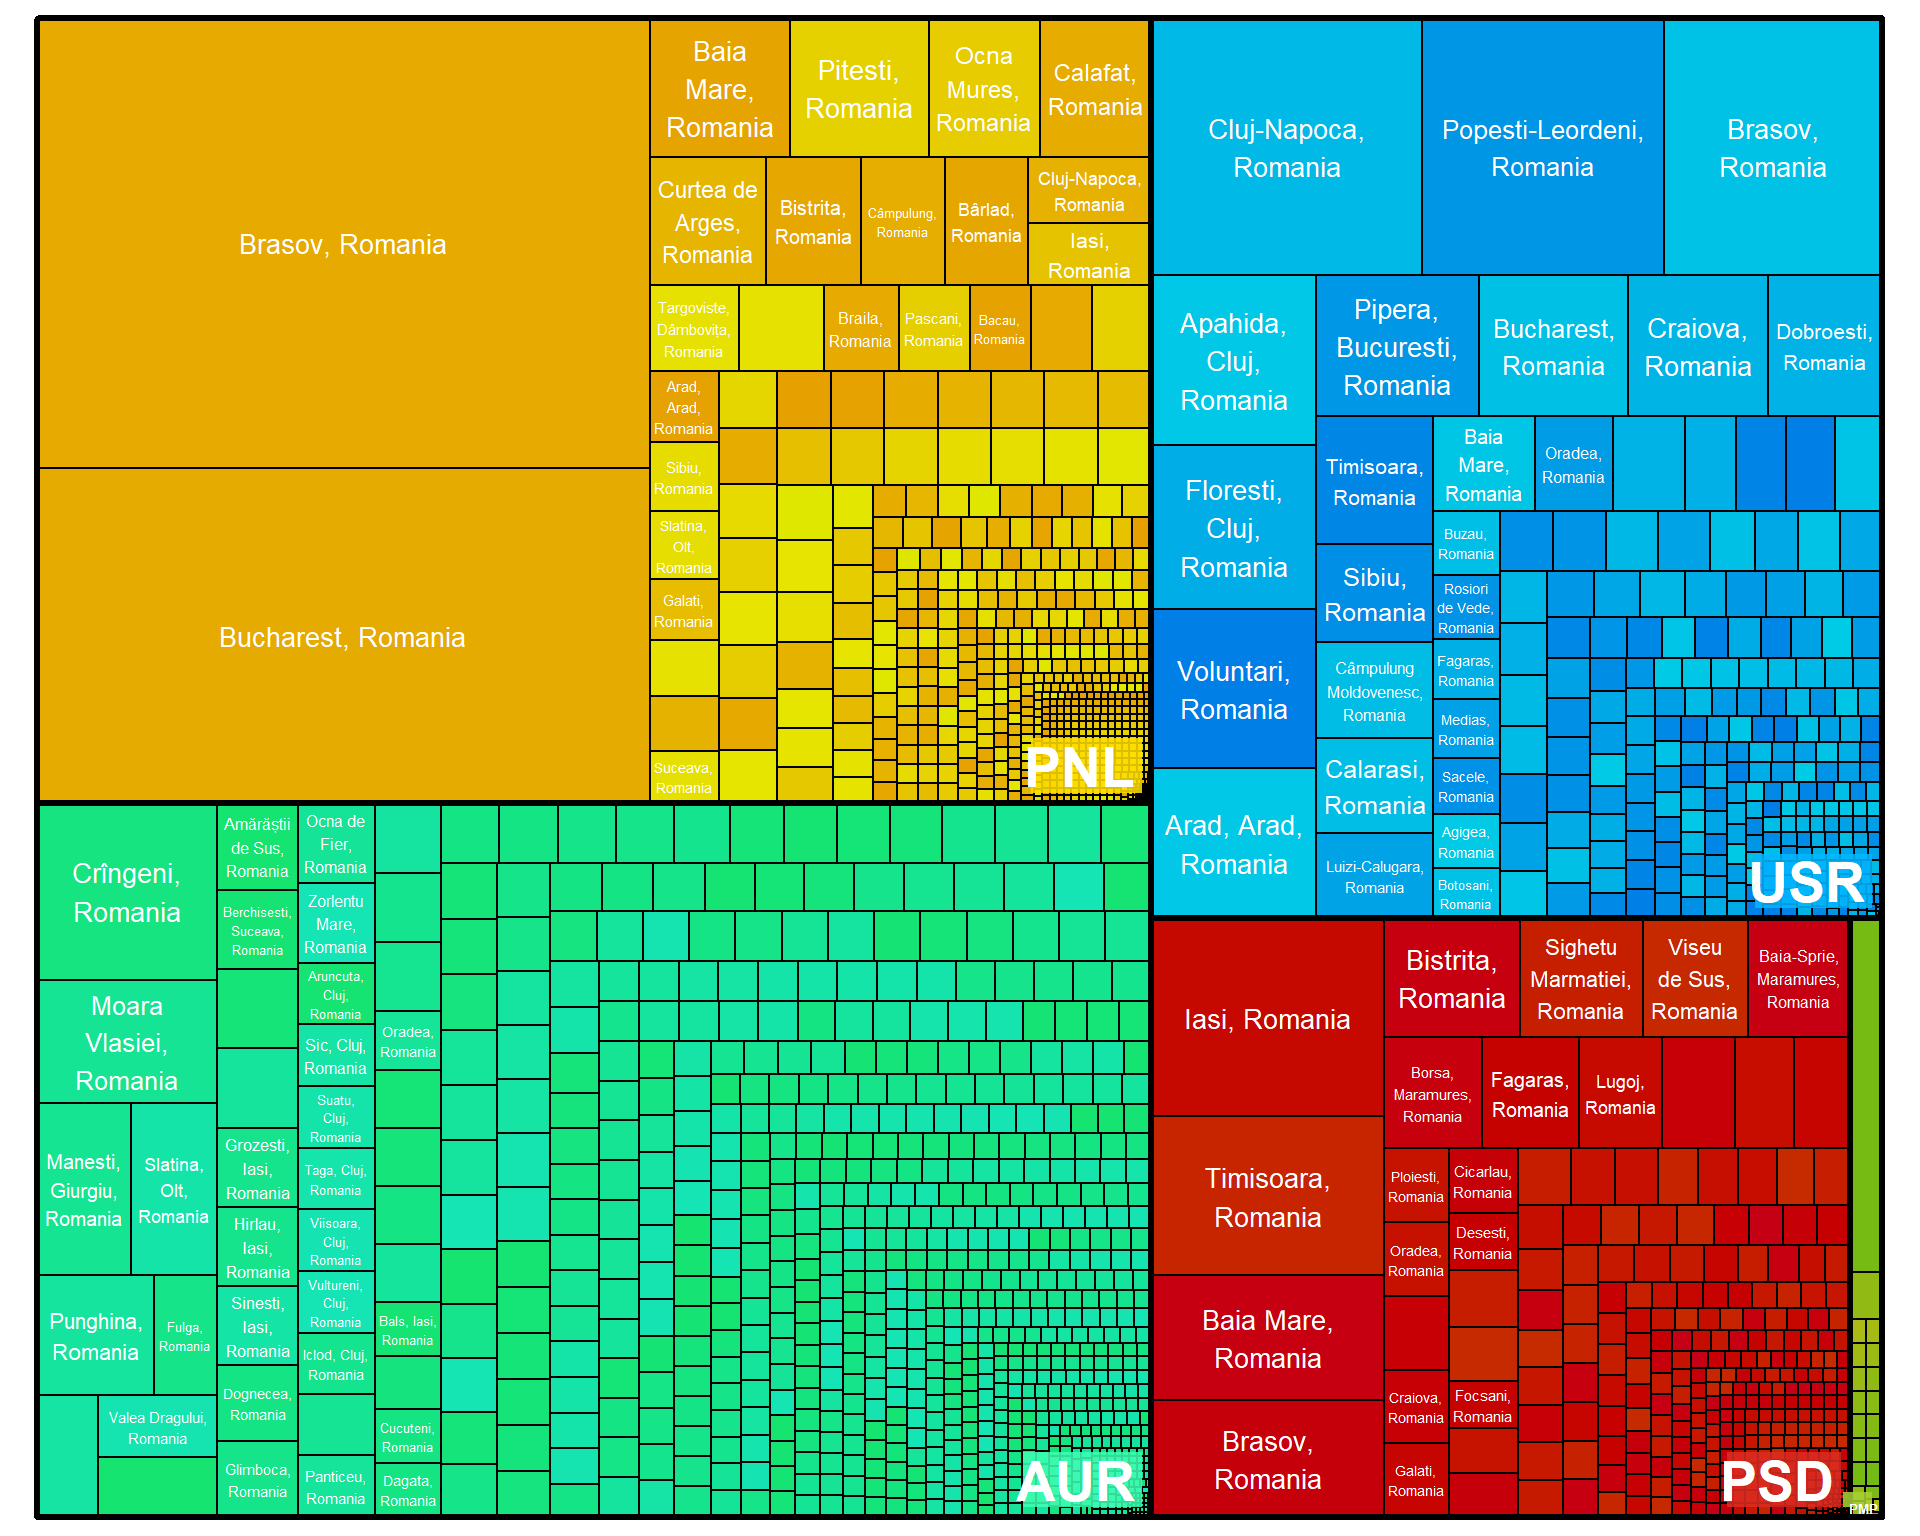 Brasov, Romania
Bucharest, Romania
Baia
Mare,
Romania
Pitesti,
Romania
Ocna
Mures,
Romania
Calafat,
Romania
Curtea de
Arges,
Romania
Bistrita,
Romania
Câmpulung,
Romania
Bârlad,
Romania
Cluj-Napoca,
Romania
Iasi,
Romania
Targoviste,
Dâmbovița,
Romania
Braila,
Romania
Pascani,
Romania
Bacau,
Romania
Arad,
Arad,
Romania
Sibiu,
Romania
Slatina,
Olt,
Romania
Galati,
Romania
Suceava,
Romania
PNL
Cluj-Napoca,
Romania
Popesti-Leordeni,
Romania
Brasov,
Romania
Apahida,
Cluj,
Romania
Pipera,
Bucuresti,
Romania
Bucharest,
Romania
Craiova,
Romania
Dobroesti,
Romania
Floresti,
Cluj,
Romania
Timisoara,
Romania
Baia
Mare,
Romania
Oradea,
Romania
Voluntari,
Romania
Sibiu,
Romania
Buzau,
Romania
Rosiori
de Vede,
Romania
Câmpulung
Moldovenesc,
Romania
Fagaras,
Romania
Medias,
Romania
Arad, Arad,
Romania
Calarasi,
Romania
Sacele,
Romania
Agigea,
Romania
Luizi-Calugara,
Romania
Botosani,
Romania
USR
Crîngeni,
Romania
Moara
Vlasiei,
Romania
Manesti,
Giurgiu,
Romania
Slatina,
Olt,
Romania
Punghina,
Romania
Fulga,
Romania
Valea Dragului,
Romania
Amărăștii
de Sus,
Romania
Berchisesti,
Suceava,
Romania
Grozesti,
Iasi,
Romania
Hirlau,
Iasi,
Romania
Sinesti,
Iasi,
Romania
Dognecea,
Romania
Glimboca,
Romania
Ocna de
Fier,
Romania
Zorlentu
Mare,
Romania
Aruncuta,
Cluj,
Romania
Sic, Cluj,
Romania
Suatu,
Cluj,
Romania
Taga, Cluj,
Romania
Viisoara,
Cluj,
Romania
Vultureni,
Cluj,
Romania
Iclod, Cluj,
Romania
Panticeu,
Romania
Oradea,
Romania
Bals, Iasi,
Romania
Cucuteni,
Romania
Dagata,
Romania
AUR
Iasi, Romania
Timisoara,
Romania
Baia Mare,
Romania
Brasov,
Romania
Bistrita,
Romania
Sighetu
Marmatiei,
Romania
Viseu
de Sus,
Romania
Baia-Sprie,
Maramures,
Romania
Borsa,
Maramures,
Romania
Fagaras,
Romania
Lugoj,
Romania
Ploiesti,
Romania
Cicarlau,
Romania
Oradea,
Romania
Desesti,
Romania
Craiova,
Romania
Focsani,
Romania
Galati,
Romania
PSD
PMP